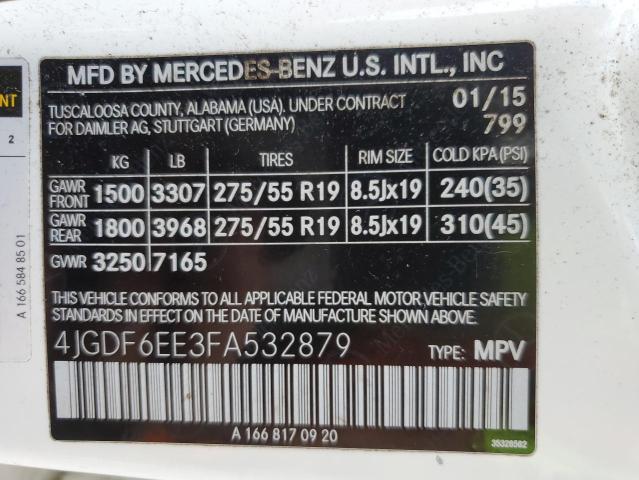 MFD BY MERCEDES-BENZ U.S. INTL., INC
TUSCALOOSA COUNTY, ALABAMA (USA). UNDER CONTRACT 01/15
FOR DAIMLER AG, STUTTGART (GERMANY) 799
KG LB TIRES RIM SIZE COLD KPA (PSI)
GAWR FRONT 1500 3307 275/55 R19 8.5Jx19 240(35)
GAWR REAR 1800 3968 275/55 R19 8.5Jx19 310(45)
GVWR 3250 7165
THIS VEHICLE CONFORMS TO ALL APPLICABLE FEDERAL MOTOR VEHICLE SAFETY
STANDARDS IN EFFECT ON THE DATE OF MANUFACTURE SHOWN ABOVE.
4JGDF6EE3FA532879 TYPE: MPV
A 166 817 09 20
35328502
2
A 166 584 85 01